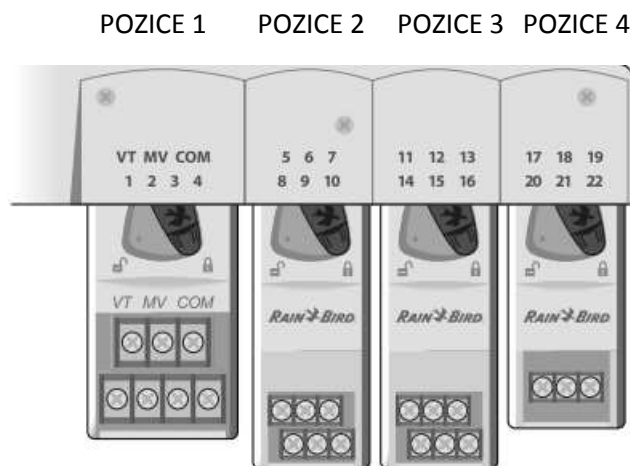 POZICE 1 POZICE 2 POZICE 3 POZICE 4
VT MV COM 5 6 7 11 12 13 17 18 19
1 2 3 4 8 9 10 14 15 16 20 21 22
VT MV COM RAIN BIRD RAIN BIRD RAIN BIRD